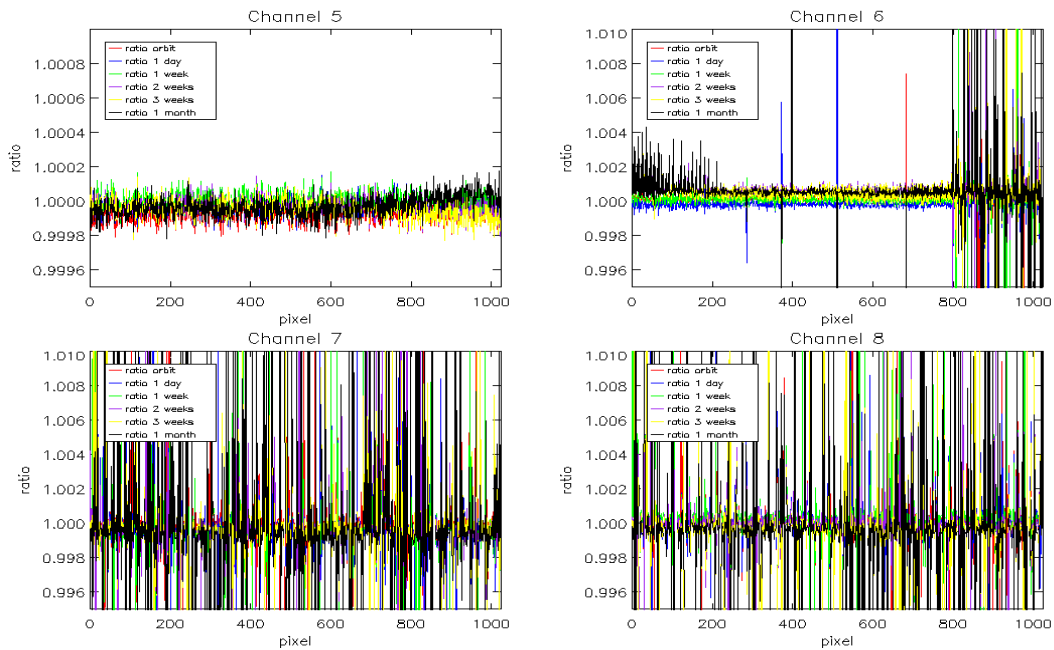 Channel 5
1.0008
1.0006
1.0004
1.0002
1.0000
0.9998
0.9996
ratio
ratio orbit
ratio 1 day
ratio 1 week
ratio 2 weeks
ratio 3 weeks
ratio 1 month
0 200 400 600 800 1000
pixel
Channel 6
1.010
1.008
1.006
1.004
1.002
1.000
0.998
0.996
ratio
ratio orbit
ratio 1 day
ratio 1 week
ratio 2 weeks
ratio 3 weeks
ratio 1 month
0 200 400 600 800 1000
pixel
Channel 7
1.010
1.008
1.006
1.004
1.002
1.000
0.998
0.996
ratio
ratio orbit
ratio 1 day
ratio 1 week
ratio 2 weeks
ratio 3 weeks
ratio 1 month
0 200 400 600 800 1000
pixel
Channel 8
1.010
1.008
1.006
1.004
1.002
1.000
0.998
0.996
ratio
ratio orbit
ratio 1 day
ratio 1 week
ratio 2 weeks
ratio 3 weeks
ratio 1 month
0 200 400 600 800 1000
pixel